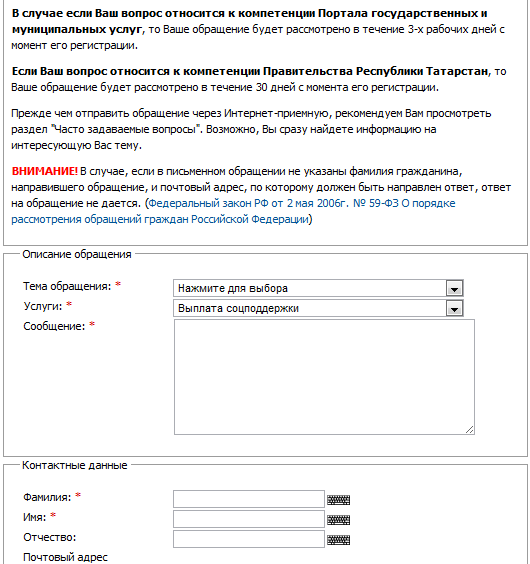 В случае если Ваш вопрос относится к компетенции Портала государственных и
муниципальных услуг, то Ваше обращение будет рассмотрено в течение 3-х рабочих дней с
момент его регистрации.
Если Ваш вопрос относится к компетенции Правительства Республики Татарстан, то
Ваше обращение будет рассмотрено в течение 30 дней с момента его регистрации.
Прежде чем отправить обращение через Интернет-приемную, рекомендуем Вам просмотреть
раздел "Часто задаваемые вопросы". Возможно, Вы сразу найдете информацию на
интересующую Вас тему.
ВНИМАНИЕ! В случае, если в письменном обращении не указаны фамилия гражданина,
направившего обращение, и почтовый адрес, по которому должен быть направлен ответ, ответ
на обращение не дается. (Федеральный закон РФ от 2 мая 2006г. № 59-ФЗ О порядке
рассмотрения обращений граждан Российской Федерации)
Описание обращения
Тема обращения: * Нажмите для выбора
Услуги: * Выплата соцподдержки
Сообщение: *
Контактные данные
Фамилия: *
Имя: *
Отчество:
Почтовый адрес